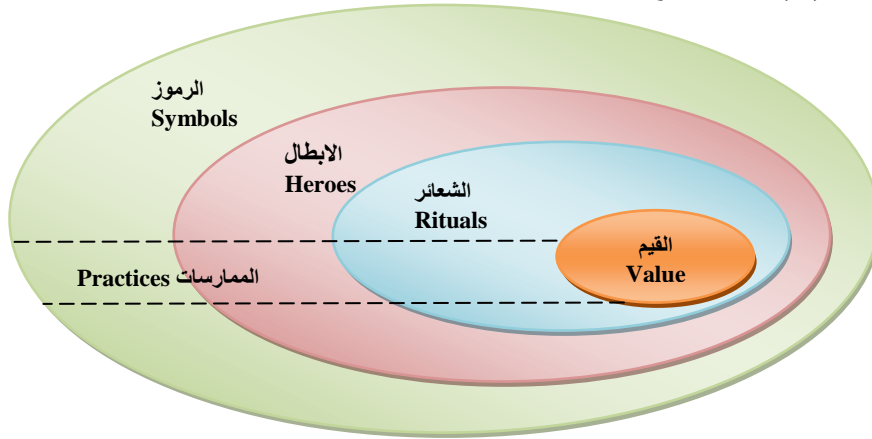 الرموز
Symbols
الابطال
Heroes
الشعائر
Rituals
القيم
Value
Practices الممارسات